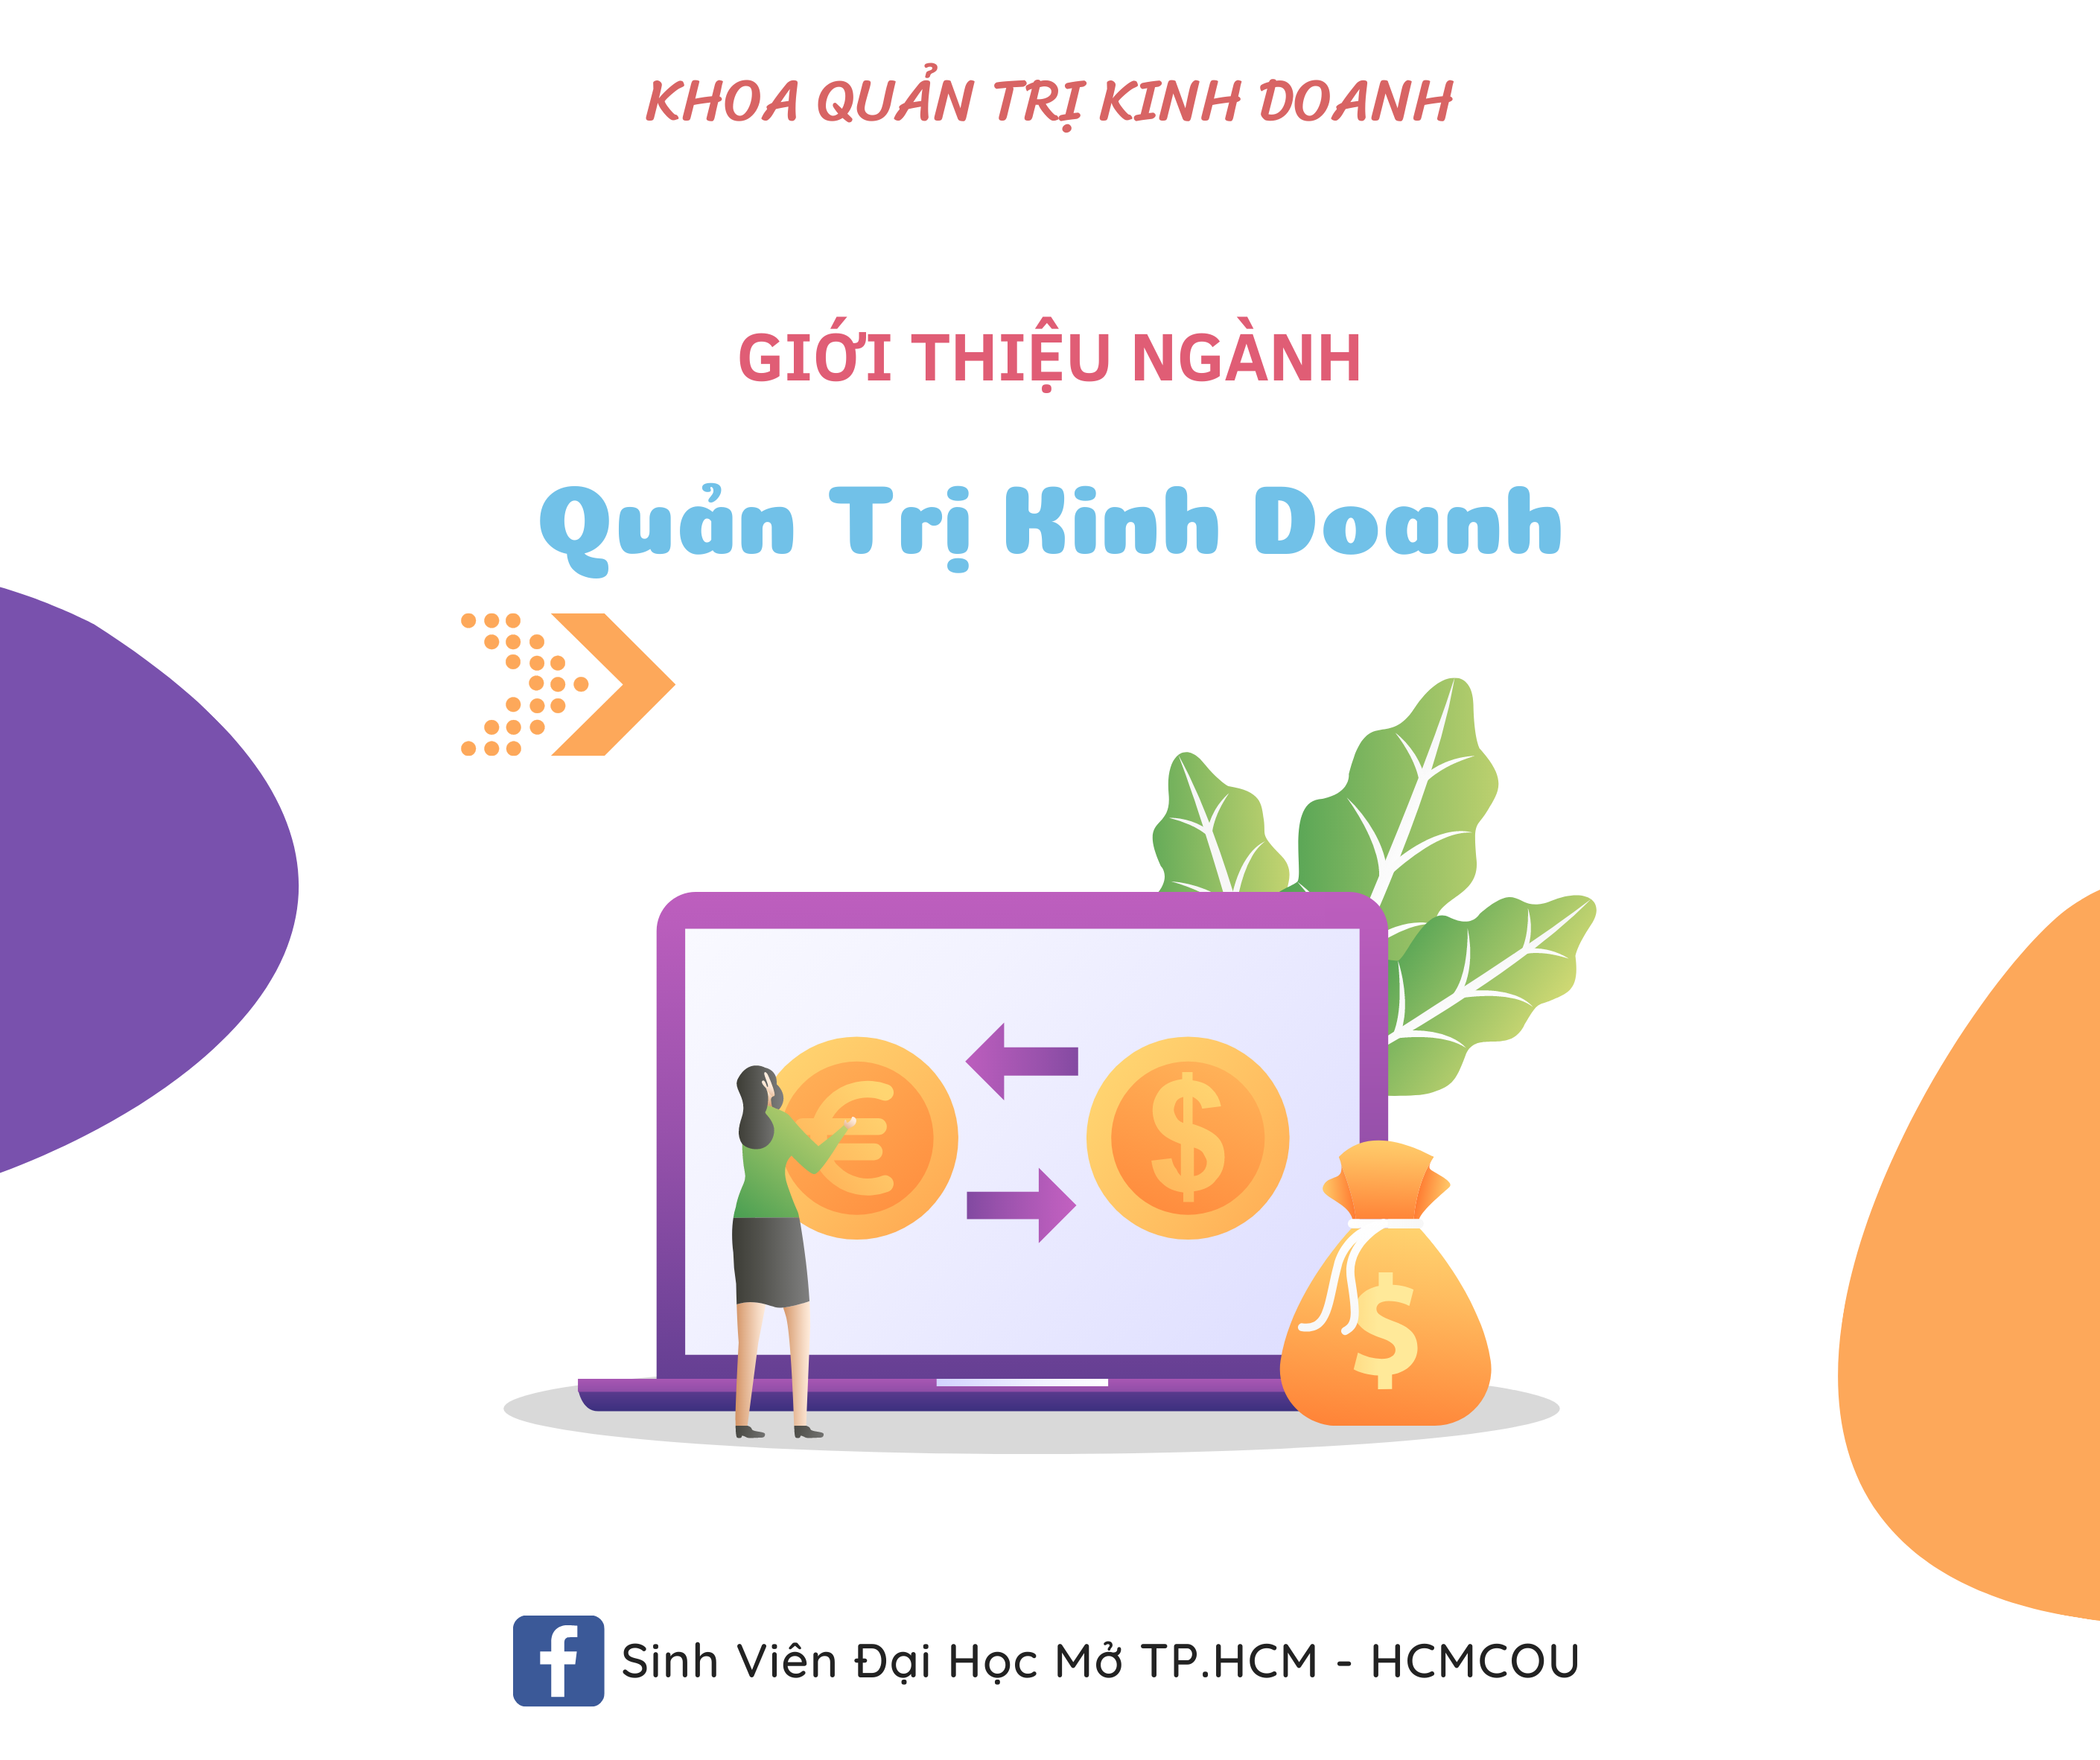 KHOA QUẢN TRỊ KINH DOANH
GIỚI THIỆU NGÀNH
Quản Trị Kinh Doanh
€
$
$
f Sinh Viên Đại Học Mở TP.HCM - HCMCOU